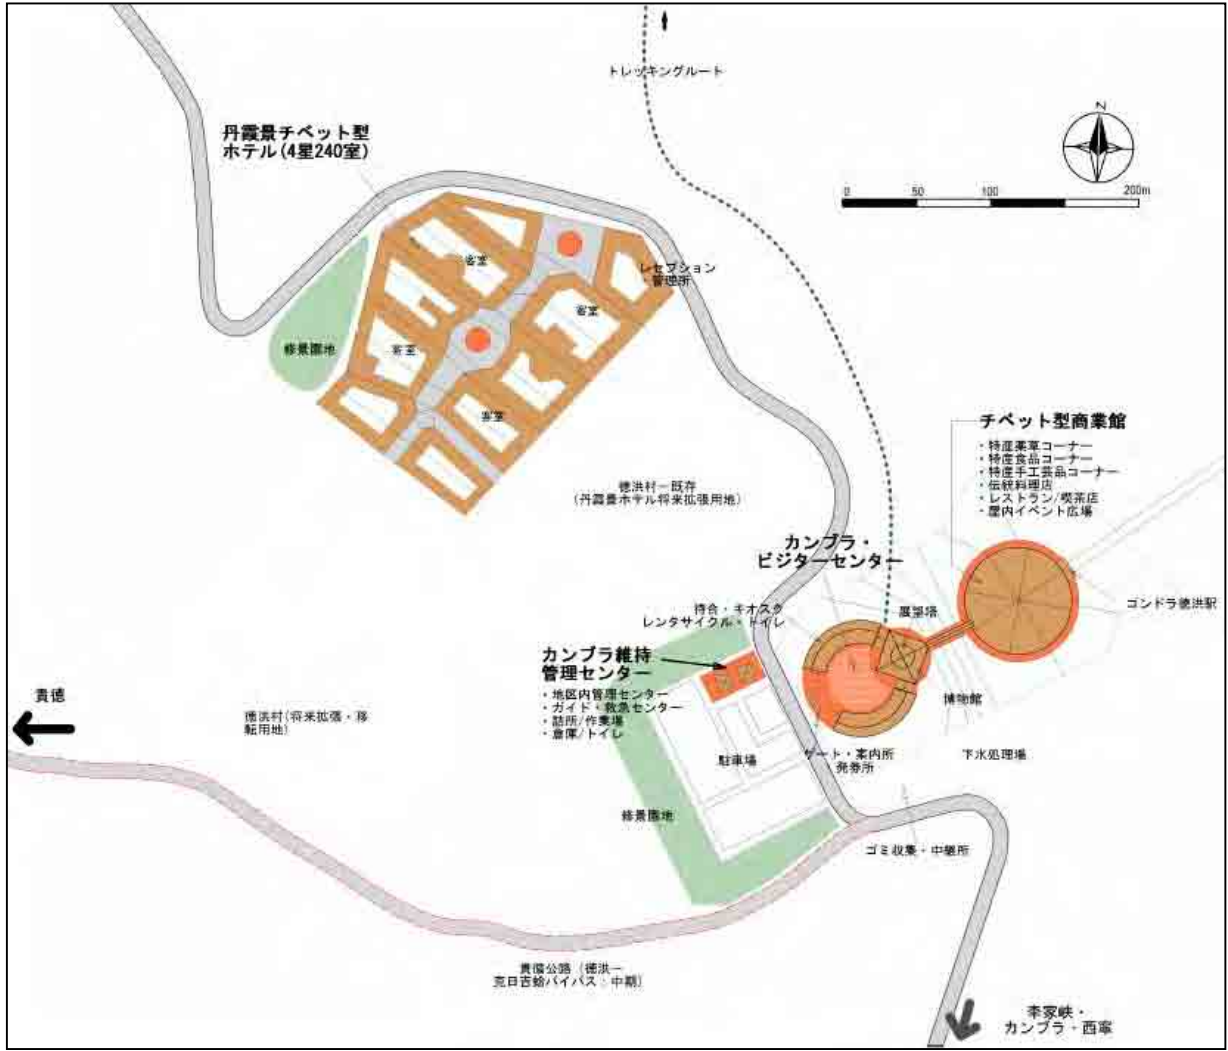 トレッキングルート
丹霞景チベット型
ホテル(4星240室)
N
0 50 100 200m
客室
レセプション
・管理所
客室
修景園地
客室
客室
チベット型商業館
・特産薬草コーナー
・特産食品コーナー
・特産手工芸品コーナー
・伝統料理店
・レストラン/喫茶店
・屋内イベント広場
徳洪村ー既存
(丹霞景ホテル将来拡張用地)
カンブラ・
ビジターセンター
待合・キオスク
レンタサイクル・トイレ
展望塔
ゴンドラ徳洪駅
カンブラ維持
管理センター
・地区内管理センター
・ガイド・救急センター
・詰所/作業場
・倉庫/トイレ
貴徳
徳洪村(将来拡張・移
転用地)
博物館
駐車場
ゲート・案内所
・発券所
下水処理場
修景園地
ゴミ収集・中継所
貴循公路(徳洪ー
克日吉蛤バイパス:中期)
李家峡・
カンブラ・西寧